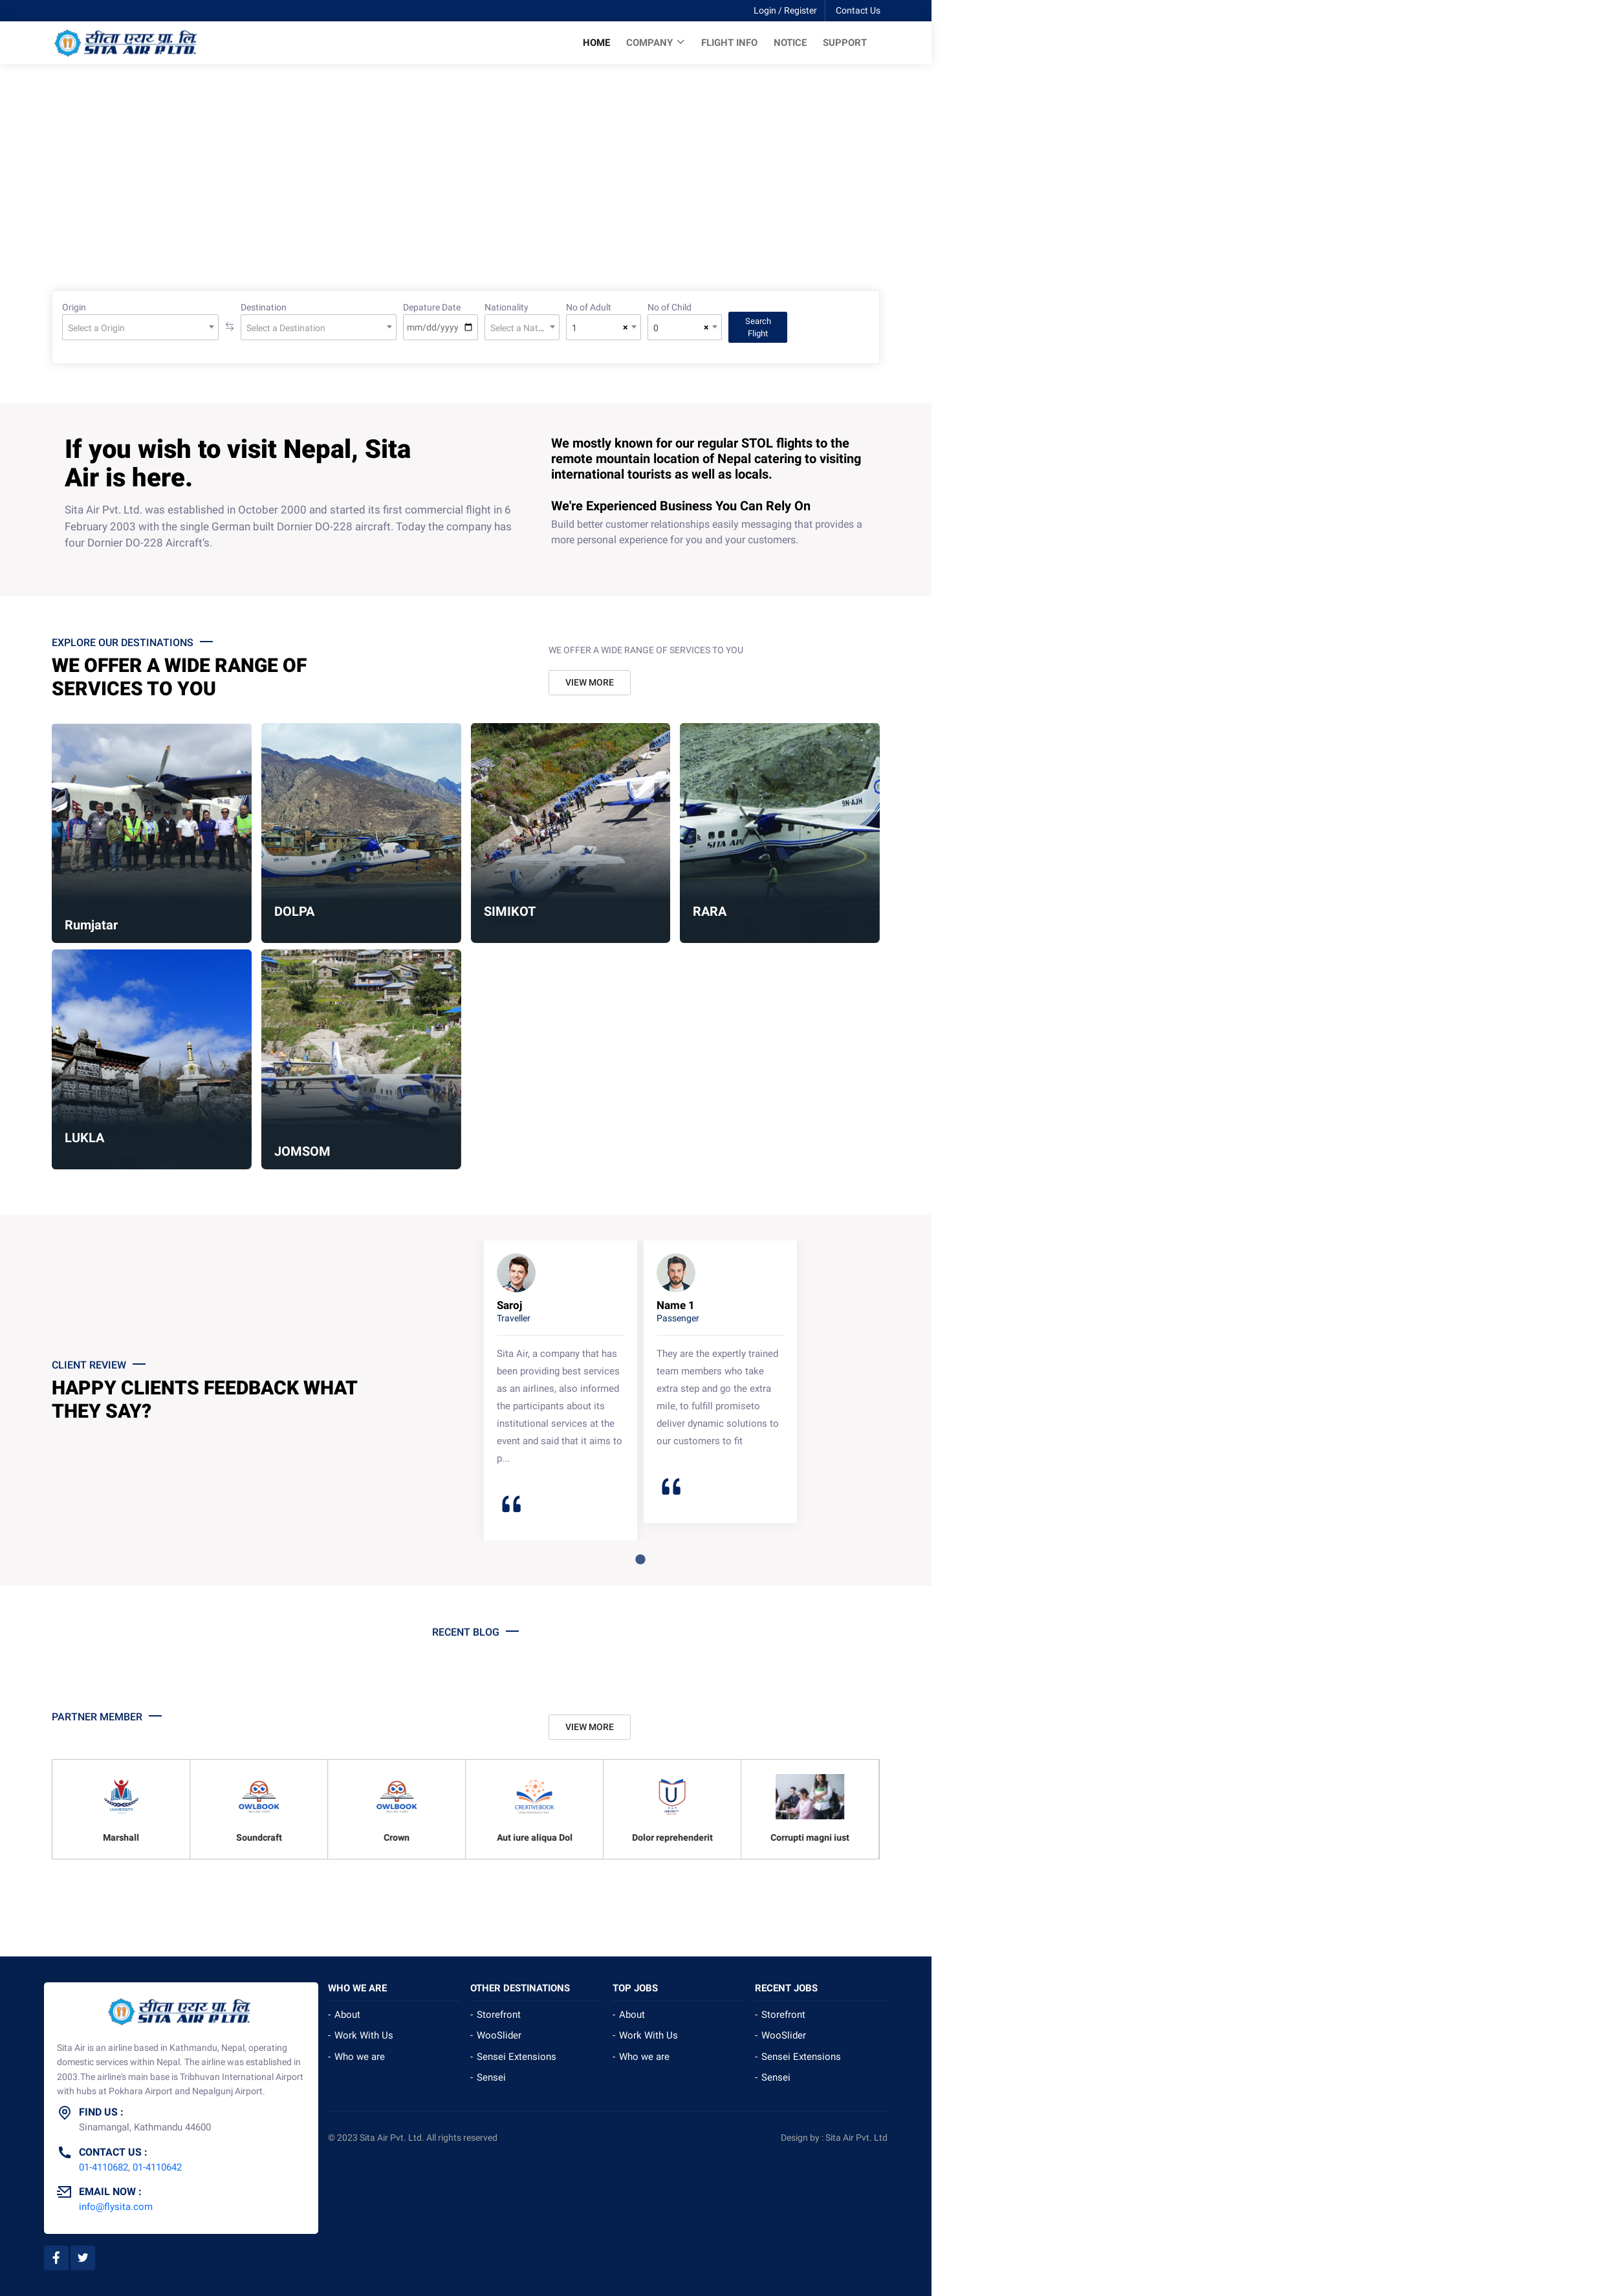 Login / Register
Contact Us
सीता एयर प्रा. लि.
SITA AIR P. LTD.
HOME
COMPANY
FLIGHT INFO
NOTICE
SUPPORT
Origin
Destination
Depature Date
Nationality
No of Adult
No of Child
Select a Origin
Select a Destination
mm/dd/yyyy
Select a Nat...
1 ×
0 ×
Search
Flight
If you wish to visit Nepal, Sita
Air is here.
Sita Air Pvt. Ltd. was established in October 2000 and started its first commercial flight in 6
February 2003 with the single German built Dornier DO-228 aircraft. Today the company has
four Dornier DO-228 Aircraft's.
We mostly known for our regular STOL flights to the
remote mountain location of Nepal catering to visiting
international tourists as well as locals.
We're Experienced Business You Can Rely On
Build better customer relationships easily messaging that provides a
more personal experience for you and your customers.
EXPLORE OUR DESTINATIONS
WE OFFER A WIDE RANGE OF
SERVICES TO YOU
WE OFFER A WIDE RANGE OF SERVICES TO YOU
VIEW MORE
9N-AJH
SITA AIR
Rumjatar
DOLPA
SIMIKOT
RARA
LUKLA
JOMSOM
CLIENT REVIEW
HAPPY CLIENTS FEEDBACK WHAT
THEY SAY?
Saroj
Traveller
Sita Air, a company that has
been providing best services
as an airlines, also informed
the participants about its
institutional services at the
event and said that it aims to
p...
Name 1
Passenger
They are the expertly trained
team members who take
extra step and go the extra
mile, to fulfill promiseto
deliver dynamic solutions to
our customers to fit
RECENT BLOG
PARTNER MEMBER
VIEW MORE
UNIVERSITY
Marshall
OWLBOOK
Soundcraft
OWLBOOK
Crown
CREATIVEBOOK
Aut iure aliqua Dol
U
Dolor reprehenderit
Corrupti magni iust
सीता एयर प्रा. लि.
SITA AIR P. LTD.
Sita Air is an airline based in Kathmandu, Nepal, operating
domestic services within Nepal. The airline was established in
2003.The airline's main base is Tribhuvan International Airport
with hubs at Pokhara Airport and Nepalgunj Airport.
FIND US :
Sinamangal, Kathmandu 44600
CONTACT US :
01-4110682, 01-4110642
EMAIL NOW :
info@flysita.com
WHO WE ARE
- About
- Work With Us
- Who we are
OTHER DESTINATIONS
- Storefront
- WooSlider
- Sensei Extensions
- Sensei
TOP JOBS
- About
- Work With Us
- Who we are
RECENT JOBS
- Storefront
- WooSlider
- Sensei Extensions
- Sensei
© 2023 Sita Air Pvt. Ltd. All rights reserved
Design by : Sita Air Pvt. Ltd